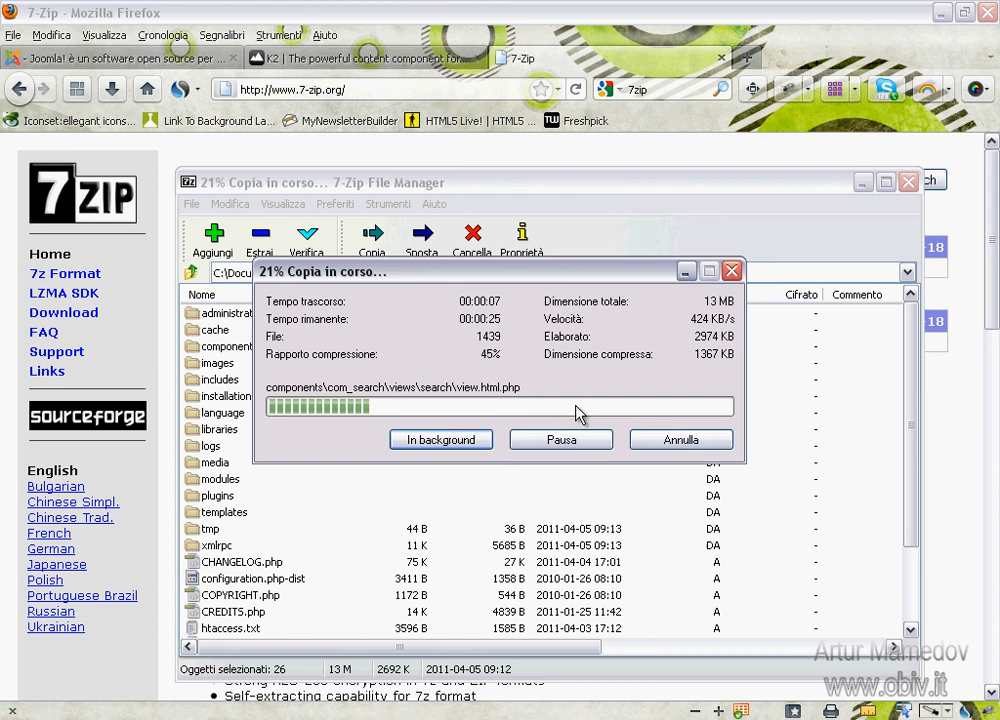 7-Zip - Mozilla Firefox
File Modifica Visualizza Cronologia Segnalibri Strumenti Aiuto
- Joomla! è un software open source per ...
K2 | The powerful content component for...
7-Zip
http://www.7-zip.org/
7zip
Iconset:ellegant icons...
Link To Background La...
MyNewsletterBuilder
HTML5 Live! | HTML5 ...
TW Freshpick
7ZIP
Home
7z Format
LZMA SDK
Download
FAQ
Support
Links
sourceforge
English
Bulgarian
Chinese Simpl.
Chinese Trad.
French
German
Japanese
Polish
Portuguese Brazil
Russian
Ukrainian
ch
-18
-18
7z 21% Copia in corso... 7-Zip File Manager
File Modifica Visualizza Preferiti Strumenti Aiuto
Aggiungi Estrai Verifica Copia Sposta Cancella Proprietà
C:\Docu
Nome Cifrato Commento
administrat -
cache -
component -
images -
includes -
installation -
language -
libraries -
logs -
media DA -
modules DA -
plugins DA -
templates DA -
tmp 44 B 36 B 2011-04-05 09:13 DA -
xmlrpc 11 K 5685 B 2011-04-05 09:13 DA -
CHANGELOG.php 75 K 27 K 2011-04-04 17:01 A -
configuration.php-dist 3411 B 1358 B 2010-01-26 08:10 A -
COPYRIGHT.php 1172 B 544 B 2010-01-26 08:10 A -
CREDITS.php 14 K 4839 B 2011-01-25 11:42 A -
htaccess.txt 3596 B 1585 B 2011-04-03 17:12 A -
Oggetti selezionati: 26 13 M 2692 K 2011-04-05 09:12
21% Copia in corso...
Tempo trascorso: 00:00:07 Dimensione totale: 13 MB
Tempo rimanente: 00:00:25 Velocità: 424 KB/s
File: 1439 Elaborato: 2974 KB
Rapporto compressione: 45% Dimensione compressa: 1367 KB
components\com_search\views\search\view.html.php
In background
Pausa
Annulla
Self-extracting capability for 7z format
Artur Mamedov
www.obiv.it